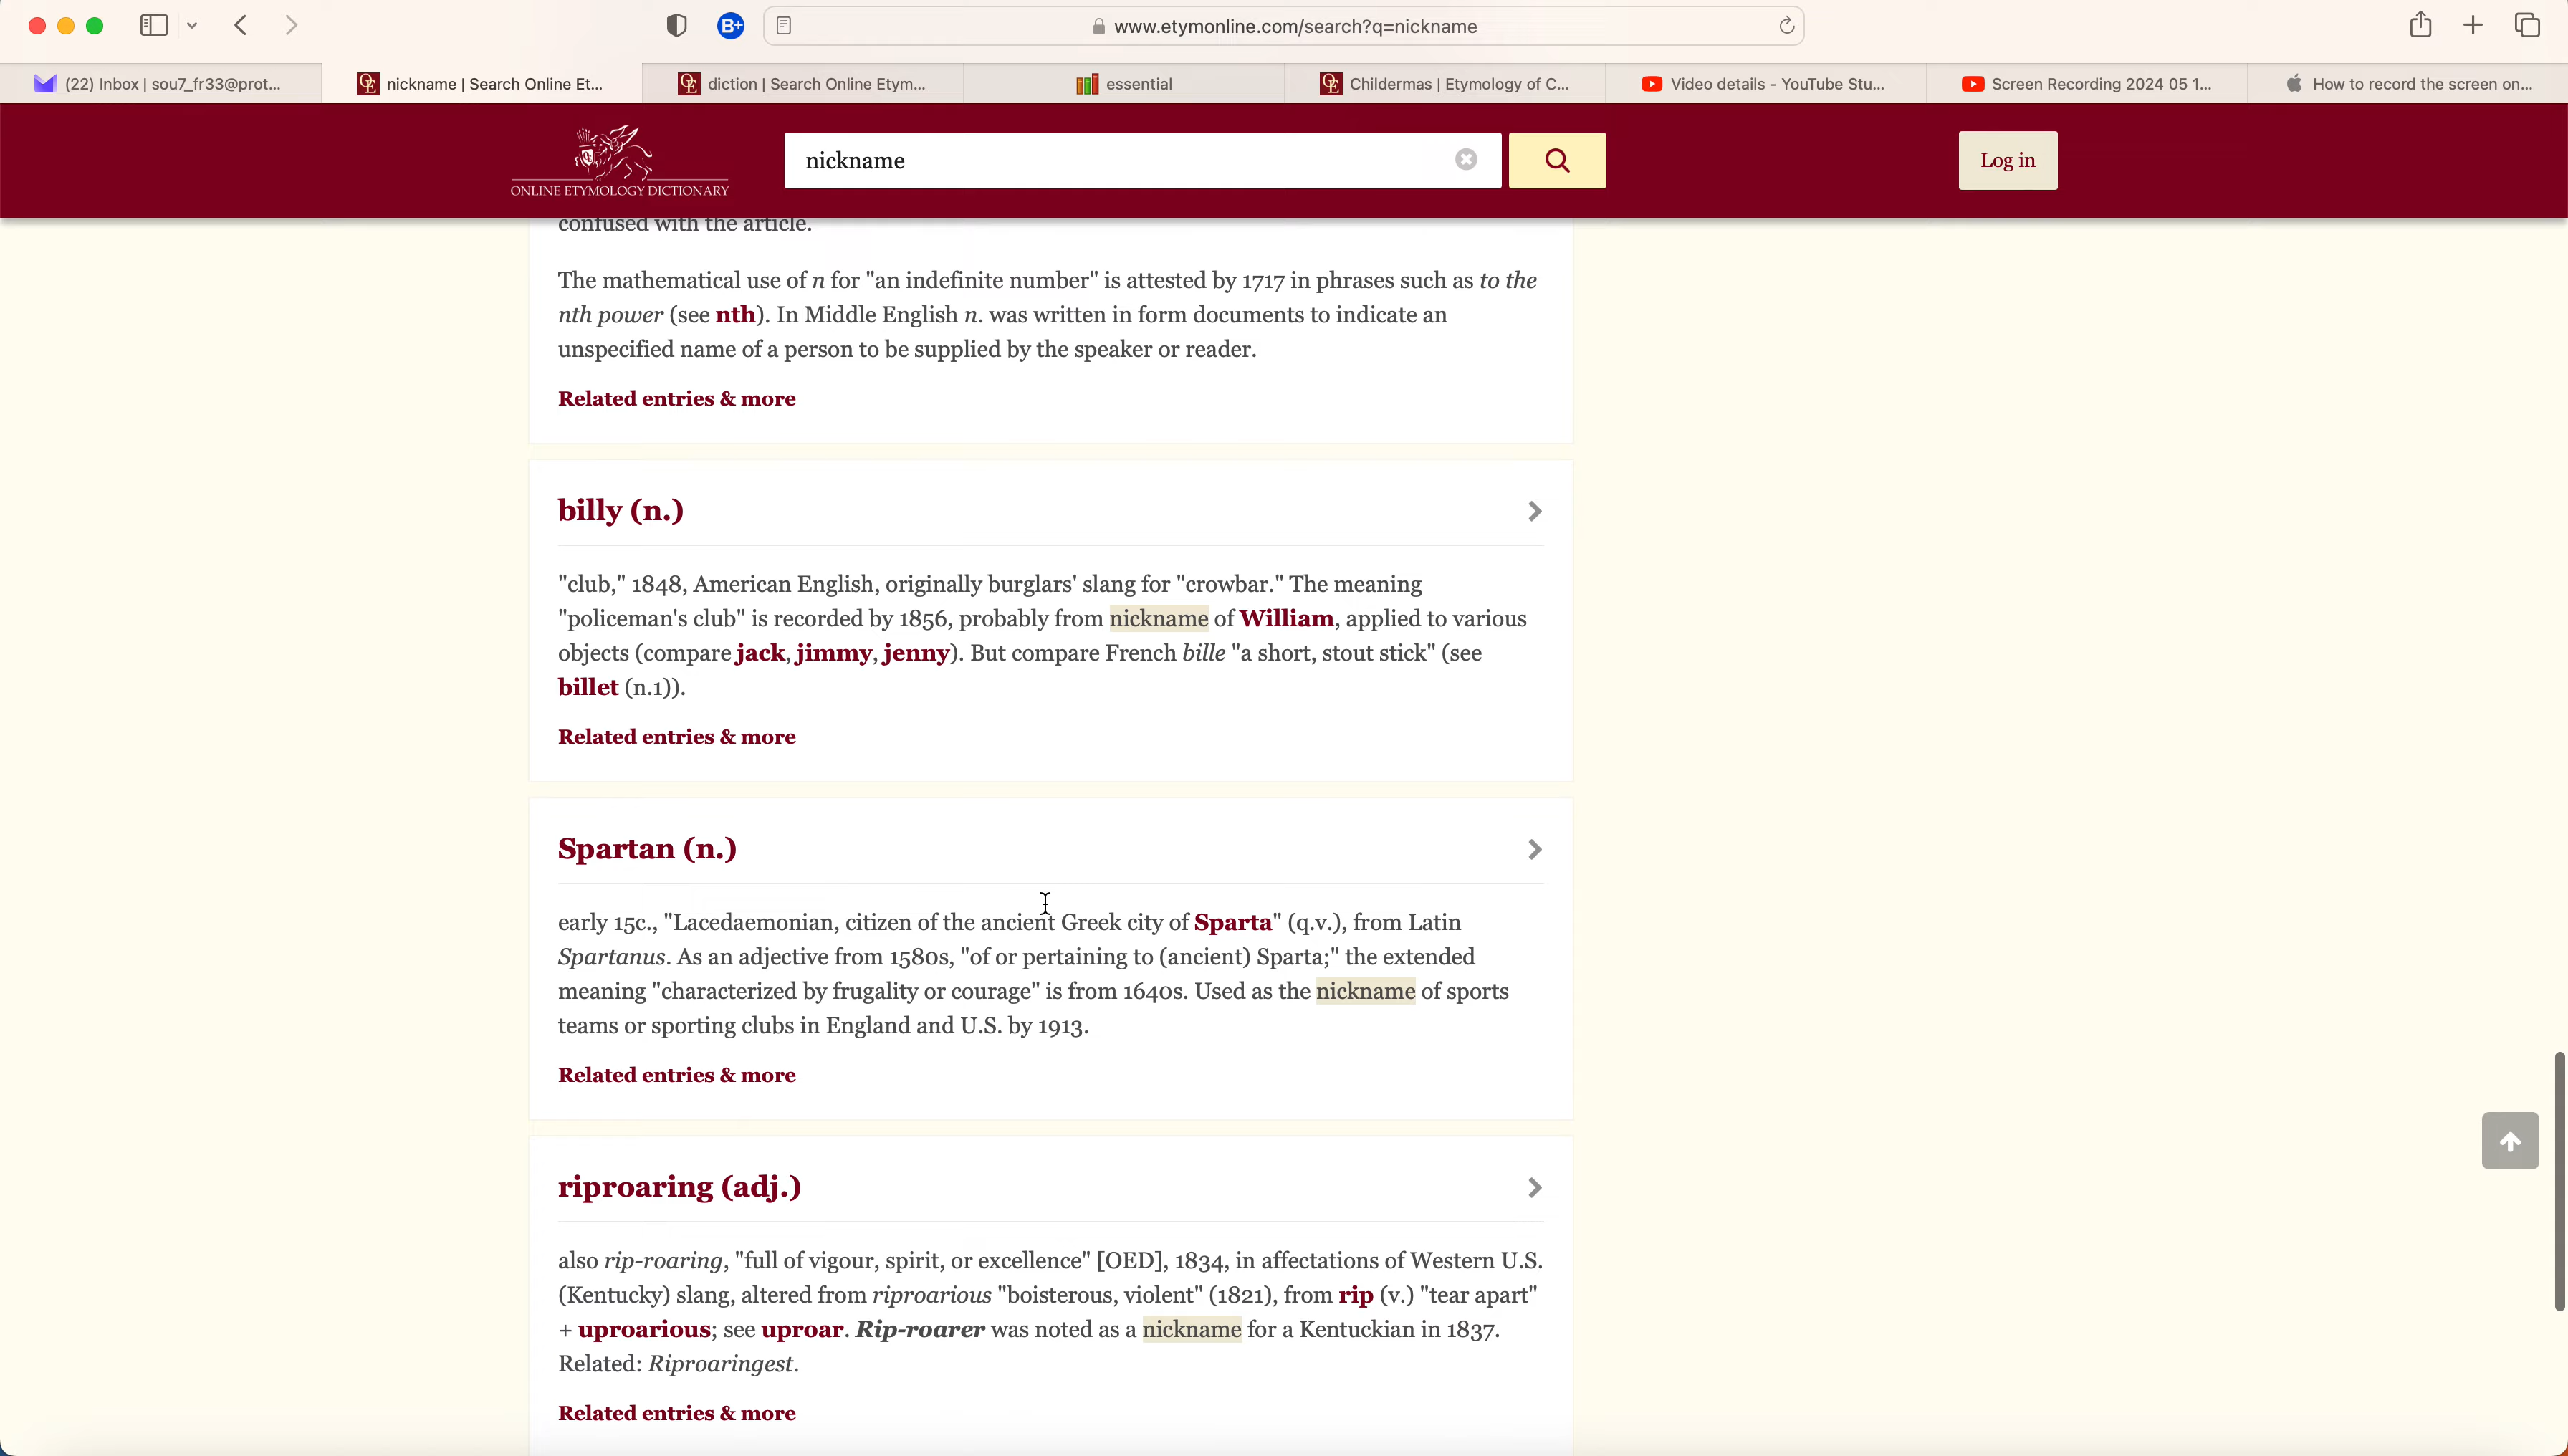 www.etymonline.com/search?q=nickname
(22) Inbox | sou7_fr33@prot...
nickname | Search Online Et...
diction | Search Online Etym...
essential
Childermas | Etymology of C...
Video details - YouTube Stu...
Screen Recording 2024 05 1...
How to record the screen on...
ONLINE ETYMOLOGY DICTIONARY
nickname
Log in
confused with the article.
The mathematical use of n for "an indefinite number" is attested by 1717 in phrases such as to the
nth power (see nth). In Middle English n. was written in form documents to indicate an
unspecified name of a person to be supplied by the speaker or reader.
Related entries & more
billy (n.)
"club," 1848, American English, originally burglars' slang for "crowbar." The meaning
"policeman's club" is recorded by 1856, probably from nickname of William, applied to various
objects (compare jack, jimmy, jenny). But compare French bille "a short, stout stick" (see
billet (n.1)).
Related entries & more
Spartan (n.)
early 15c., "Lacedaemonian, citizen of the ancient Greek city of Sparta" (q.v.), from Latin
Spartanus. As an adjective from 1580s, "of or pertaining to (ancient) Sparta;" the extended
meaning "characterized by frugality or courage" is from 1640s. Used as the nickname of sports
teams or sporting clubs in England and U.S. by 1913.
Related entries & more
riproaring (adj.)
also rip-roaring, "full of vigour, spirit, or excellence" [OED], 1834, in affectations of Western U.S.
(Kentucky) slang, altered from riproarious "boisterous, violent" (1821), from rip (v.) "tear apart"
+ uproarious; see uproar. Rip-roarer was noted as a nickname for a Kentuckian in 1837.
Related: Riproaringest.
Related entries & more